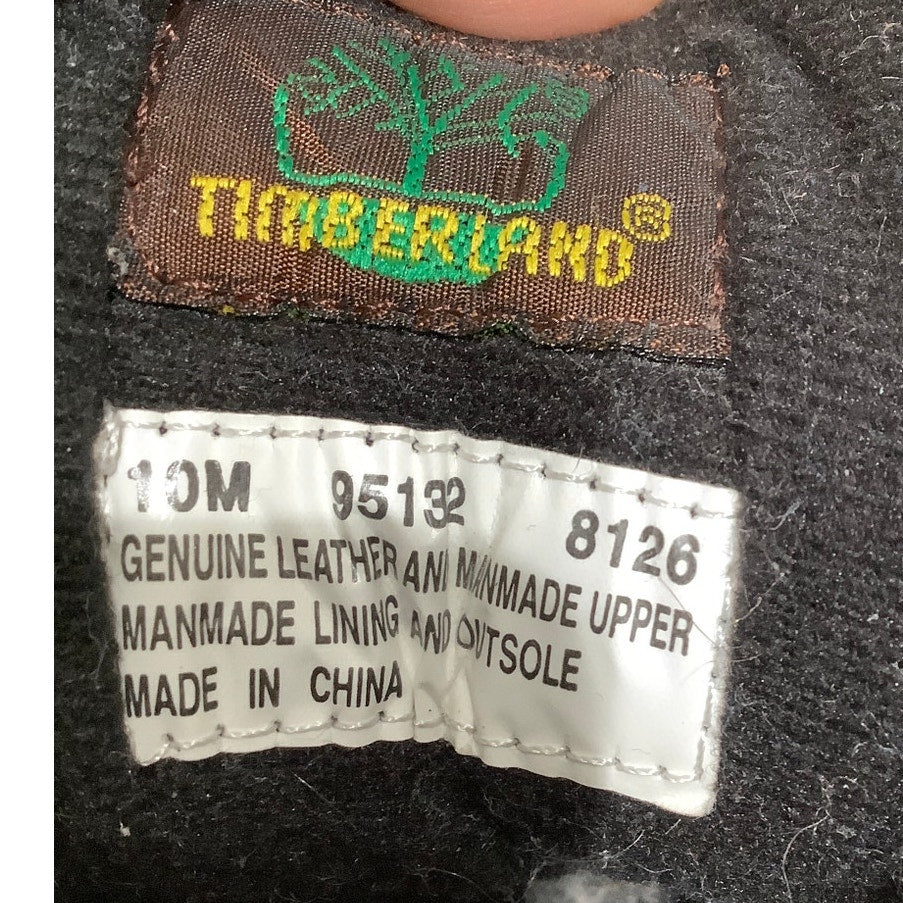 TIMBERLAND®
10M 95132 8126
GENUINE LEATHER AND MANMADE UPPER
MANMADE LINING AND OUTSOLE
MADE IN CHINA